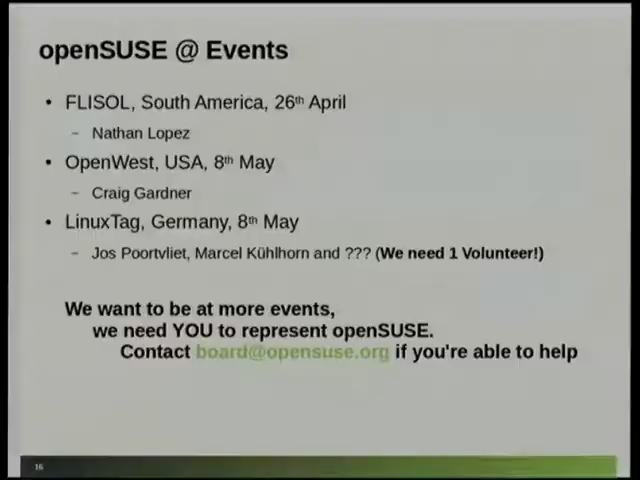 openSUSE @ Events
• FLISOL, South America, 26th April
– Nathan Lopez
• OpenWest, USA, 8th May
– Craig Gardner
• LinuxTag, Germany, 8th May
– Jos Poortvliet, Marcel Kühlhorn and ??? (We need 1 Volunteer!)
We want to be at more events,
we need YOU to represent openSUSE.
Contact board@opensuse.org if you're able to help
16